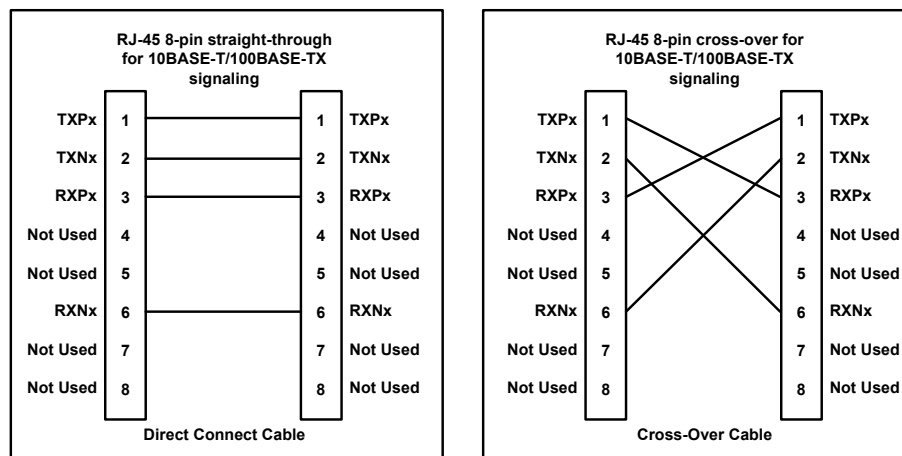 RJ-45 8-pin straight-through
for 10BASE-T/100BASE-TX
signaling
TXPx 1 1 TXPx
TXNx 2 2 TXNx
RXPx 3 3 RXPx
Not Used 4 4 Not Used
Not Used 5 5 Not Used
RXNx 6 6 RXNx
Not Used 7 7 Not Used
Not Used 8 8 Not Used
Direct Connect Cable
RJ-45 8-pin cross-over for
10BASE-T/100BASE-TX
signaling
TXPx 1 1 TXPx
TXNx 2 2 TXNx
RXPx 3 3 RXPx
Not Used 4 4 Not Used
Not Used 5 5 Not Used
RXNx 6 6 RXNx
Not Used 7 7 Not Used
Not Used 8 8 Not Used
Cross-Over Cable